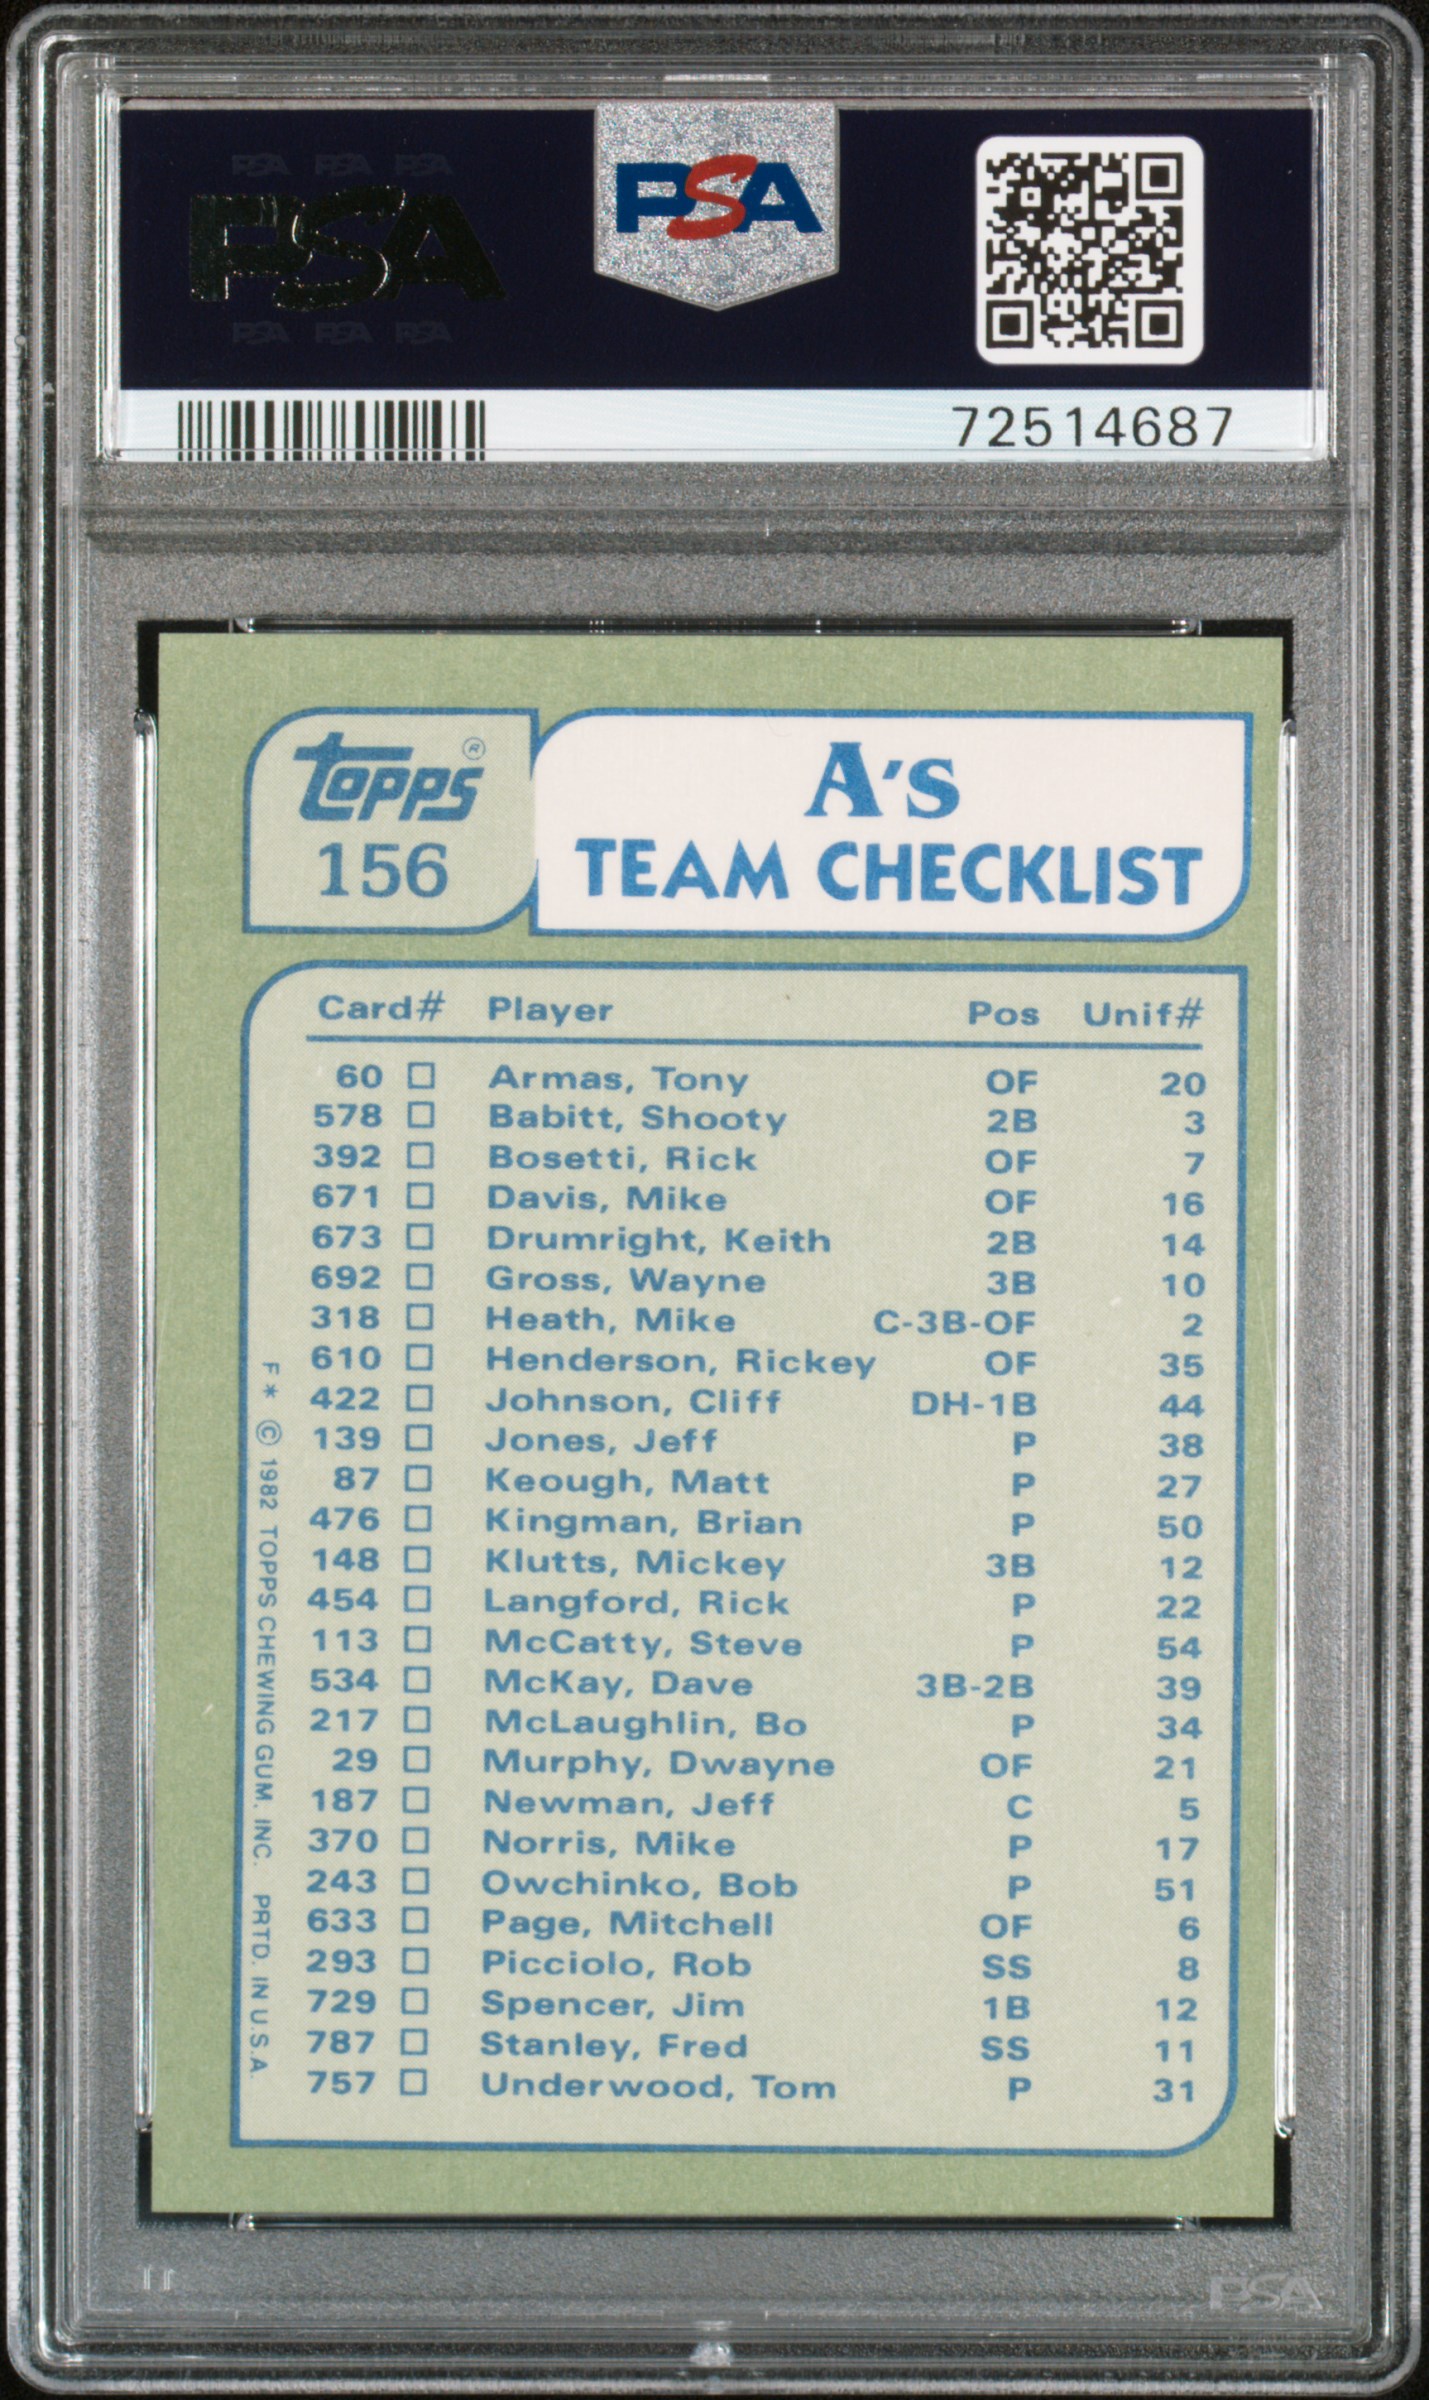 PSA PSA PSA
PSA
PSA PSA PSA
PSA
72514687
topps®
156
A's
TEAM CHECKLIST
Card# Player Pos Unif#
60 Armas, Tony OF 20
578 Babitt, Shooty 2B 3
392 Bosetti, Rick OF 7
671 Davis, Mike OF 16
673 Drumright, Keith 2B 14
692 Gross, Wayne 3B 10
318 Heath, Mike C-3B-OF 2
610 Henderson, Rickey OF 35
422 Johnson, Cliff DH-1B 44
139 Jones, Jeff P 38
87 Keough, Matt P 27
476 Kingman, Brian P 50
148 Klutts, Mickey 3B 12
454 Langford, Rick P 22
113 McCatty, Steve P 54
534 McKay, Dave 3B-2B 39
217 McLaughlin, Bo P 34
29 Murphy, Dwayne OF 21
187 Newman, Jeff C 5
370 Norris, Mike P 17
243 Owchinko, Bob P 51
633 Page, Mitchell OF 6
293 Picciolo, Rob SS 8
729 Spencer, Jim 1B 12
787 Stanley, Fred SS 11
757 Underwood, Tom P 31
F * © 1982 TOPPS CHEWING GUM, INC. PRTD. IN U.S.A.
PSA